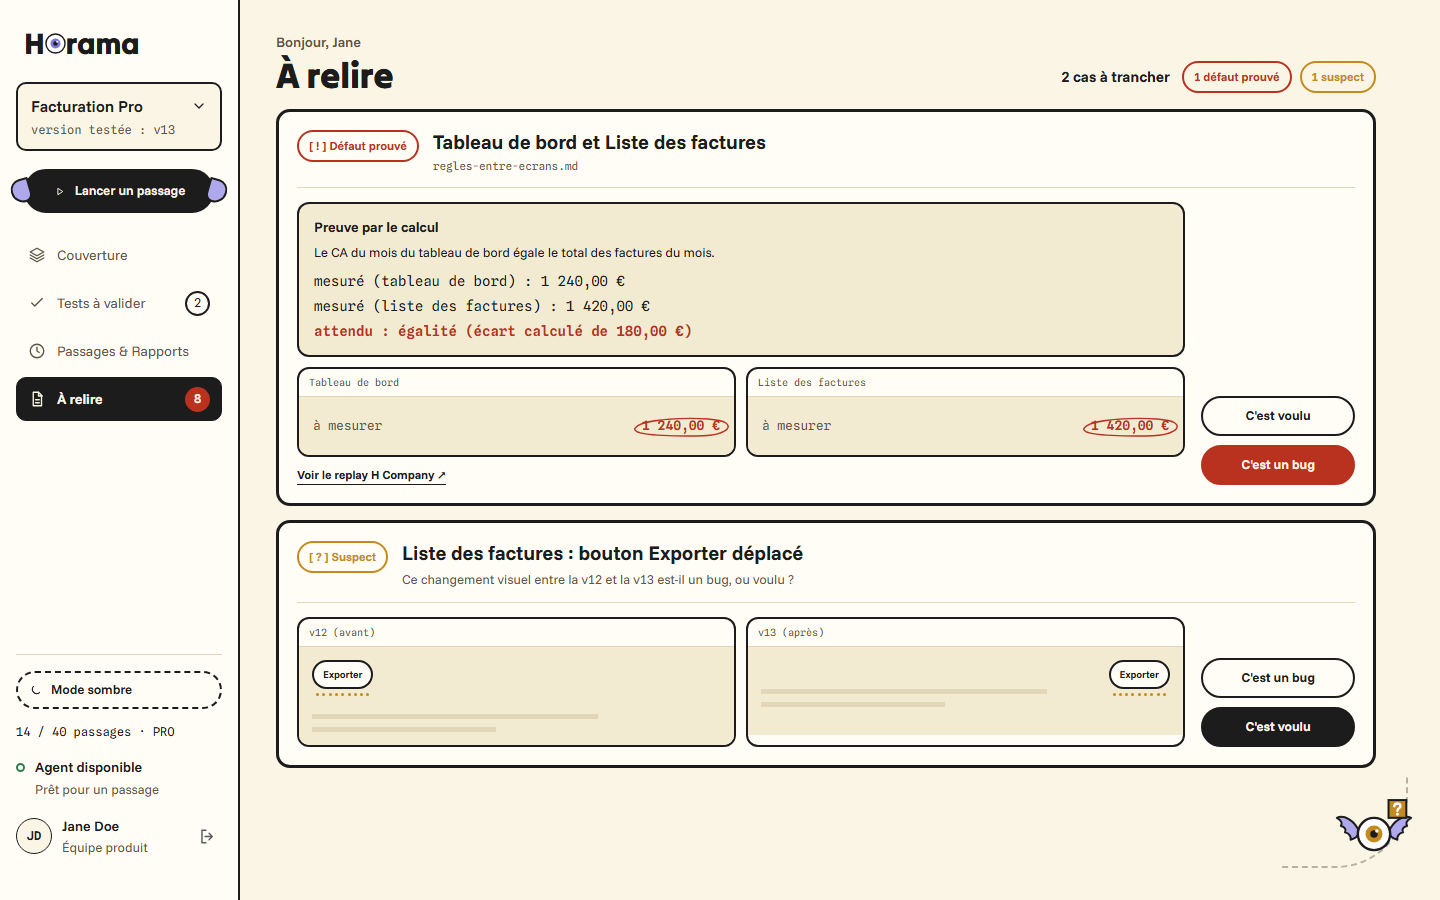 Horama
Facturation Pro
version testée : v13
Lancer un passage
Couverture
Tests à valider 2
Passages & Rapports
À relire 8
Mode sombre
14 / 40 passages · PRO
Agent disponible
Prêt pour un passage
JD
Jane Doe
Équipe produit
Bonjour, Jane
À relire
2 cas à trancher
1 défaut prouvé
1 suspect
[ ! ] Défaut prouvé
Tableau de bord et Liste des factures
regles-entre-ecrans.md
Preuve par le calcul
Le CA du mois du tableau de bord égale le total des factures du mois.
mesuré (tableau de bord) : 1 240,00 €
mesuré (liste des factures) : 1 420,00 €
attendu : égalité (écart calculé de 180,00 €)
Tableau de bord
à mesurer 1 240,00 €
Liste des factures
à mesurer 1 420,00 €
Voir le replay H Company ↗
C'est voulu
C'est un bug
[ ? ] Suspect
Liste des factures : bouton Exporter déplacé
Ce changement visuel entre la v12 et la v13 est-il un bug, ou voulu ?
v12 (avant)
Exporter
v13 (après)
Exporter
C'est un bug
C'est voulu
?